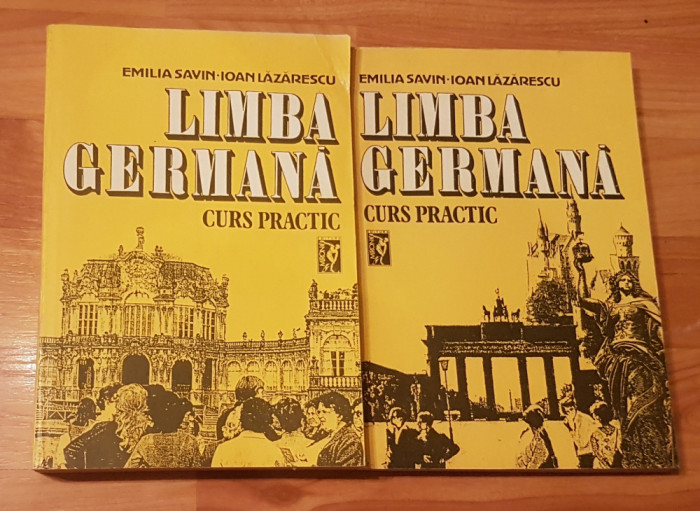 EMILIA SAVIN·IOAN LĂZĂRESCU
LIMBA
GERMANĂ
CURS PRACTIC
EMILIA SAVIN·IOAN LĂZĂRESCU
LIMBA
GERMANĂ
CURS PRACTIC